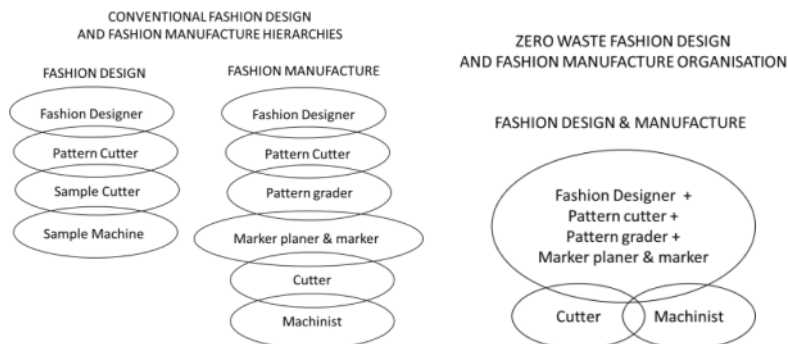 CONVENTIONAL FASHION DESIGN
AND FASHION MANUFACTURE HIERARCHIES
FASHION DESIGN
Fashion Designer
Pattern Cutter
Sample Cutter
Sample Machine
FASHION MANUFACTURE
Fashion Designer
Pattern Cutter
Pattern grader
Marker planer & marker
Cutter
Machinist
ZERO WASTE FASHION DESIGN
AND FASHION MANUFACTURE ORGANISATION
FASHION DESIGN & MANUFACTURE
Fashion Designer +
Pattern cutter +
Pattern grader +
Marker planer & marker
Cutter
Machinist